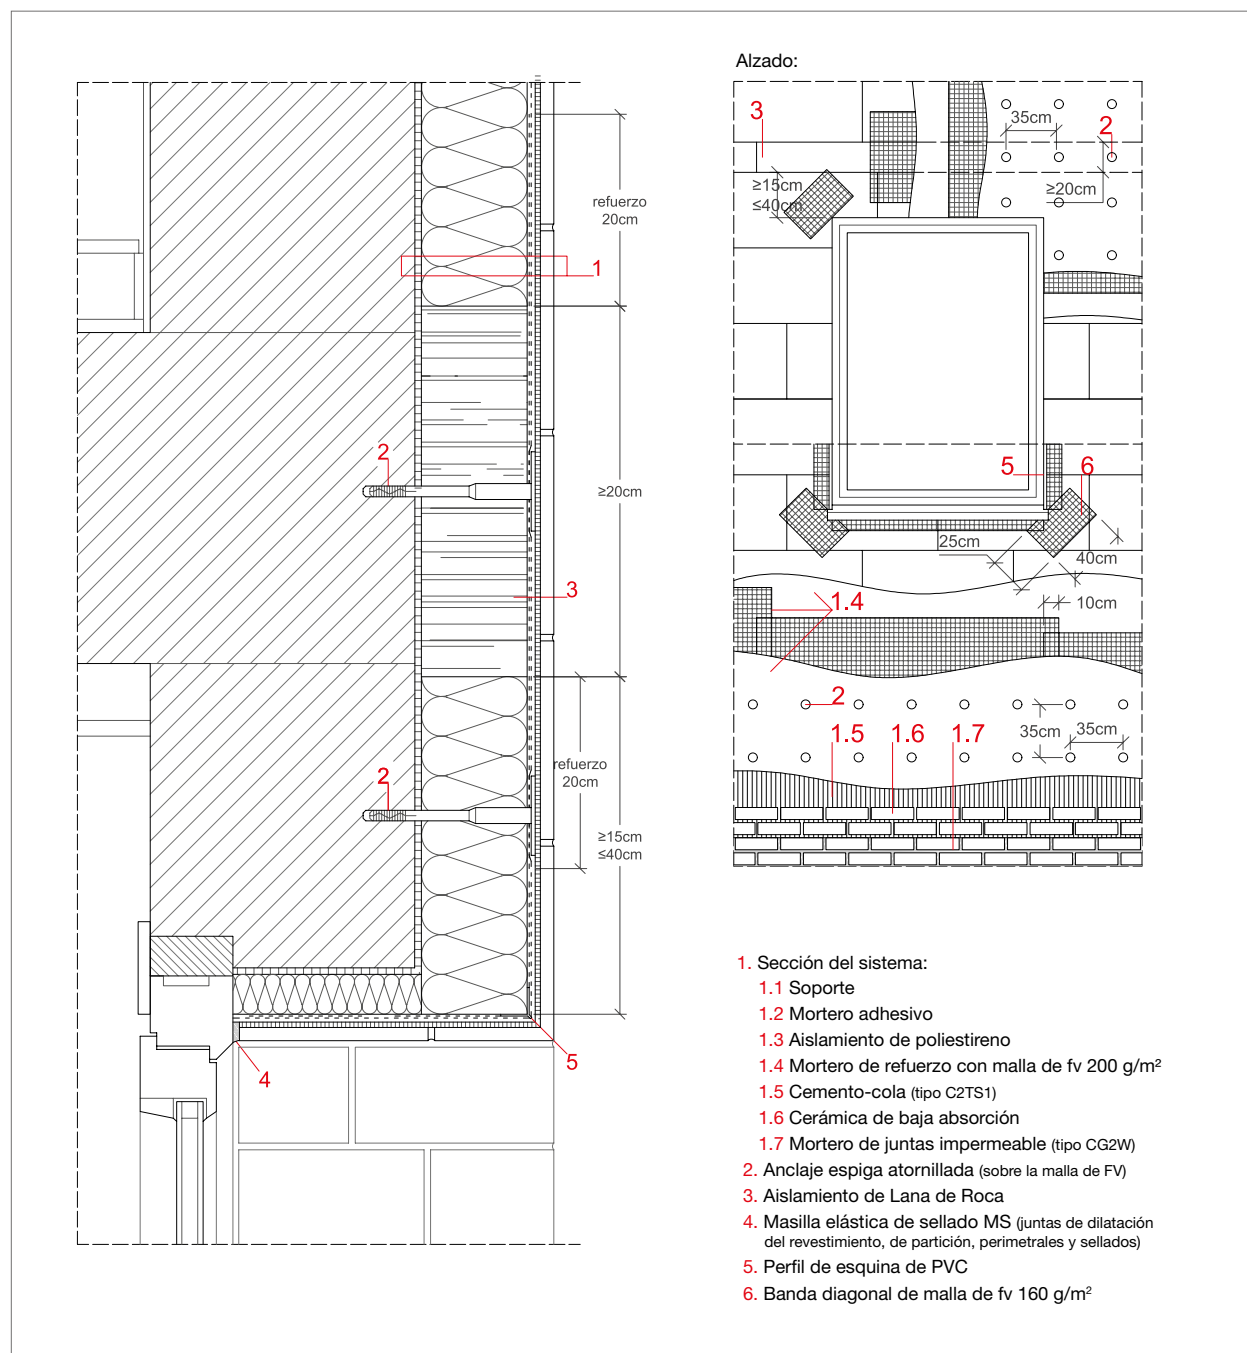 refuerzo
20cm
1
2
≥20cm
3
refuerzo
20cm
2
≥15cm
≤40cm
4
5
Alzado:
3
35cm
2
≥15cm
≤40cm
≥20cm
5
6
25cm
40cm
1.4
10cm
2
1.5
1.6
1.7
35cm
35cm
1. Sección del sistema:
1.1 Soporte
1.2 Mortero adhesivo
1.3 Aislamiento de poliestireno
1.4 Mortero de refuerzo con malla de fv 200 g/m²
1.5 Cemento-cola (tipo C2TS1)
1.6 Cerámica de baja absorción
1.7 Mortero de juntas impermeable (tipo CG2W)
2. Anclaje espiga atornillada (sobre la malla de FV)
3. Aislamiento de Lana de Roca
4. Masilla elástica de sellado MS (juntas de dilatación
del revestimiento, de partición, perimetrales y sellados)
5. Perfil de esquina de PVC
6. Banda diagonal de malla de fv 160 g/m²